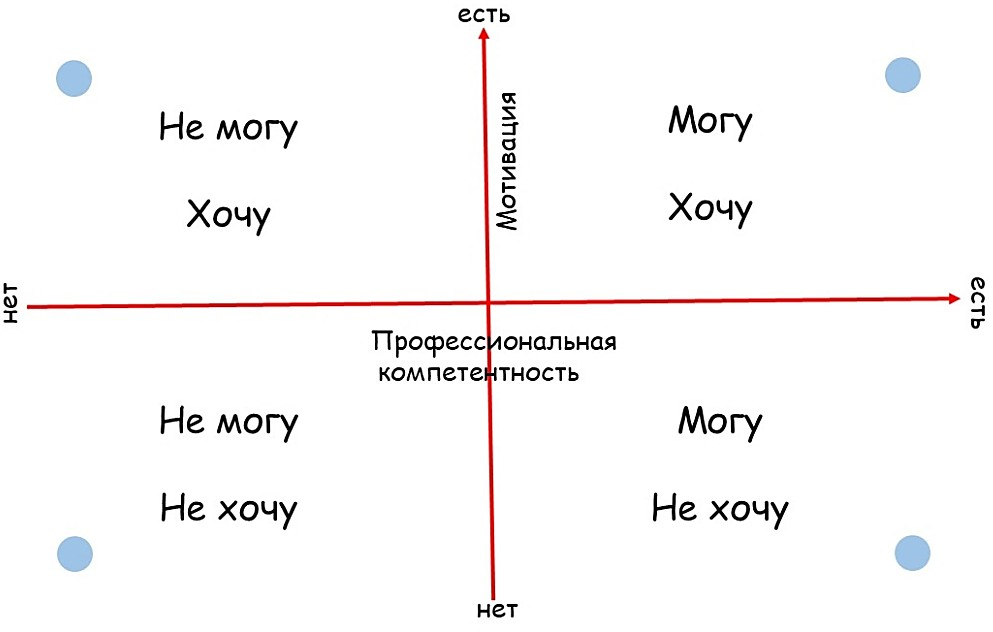 есть
Мотивация
Не могу
Хочу
Могу
Хочу
нет
есть
Профессиональная
компетентность
Не могу
Не хочу
Могу
Не хочу
нет